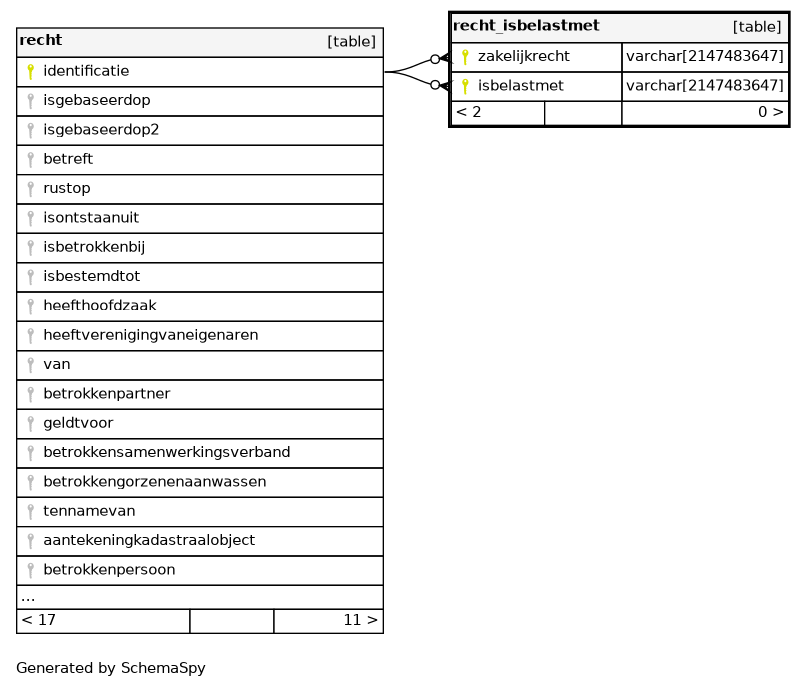 recht [table]
identificatie
isgebaseerdop
isgebaseerdop2
betreft
rustop
isontstaanuit
isbetrokkenbij
isbestemdtot
heefthoofdzaak
heeftverenigingvaneigenaren
van
betrokkenpartner
geldtvoor
betrokkensamenwerkingsverband
betrokkengorzenenaanwassen
tennamevan
aantekeningkadastraalobject
betrokkenpersoon
...
< 17 11 >
recht_isbelastmet [table]
zakelijkrecht varchar[2147483647]
isbelastmet varchar[2147483647]
< 2 0 >
Generated by SchemaSpy